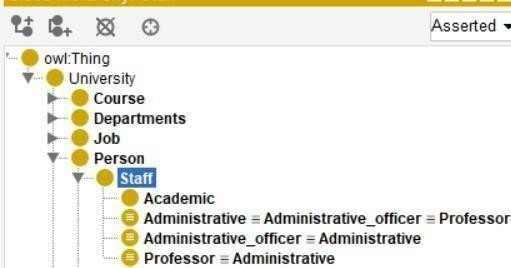 Asserted
owl:Thing
University
Course
Departments
Job
Person
Staff
Academic
Administrative ≡ Administrative_officer ≡ Professor
Administrative_officer ≡ Administrative
Professor ≡ Administrative